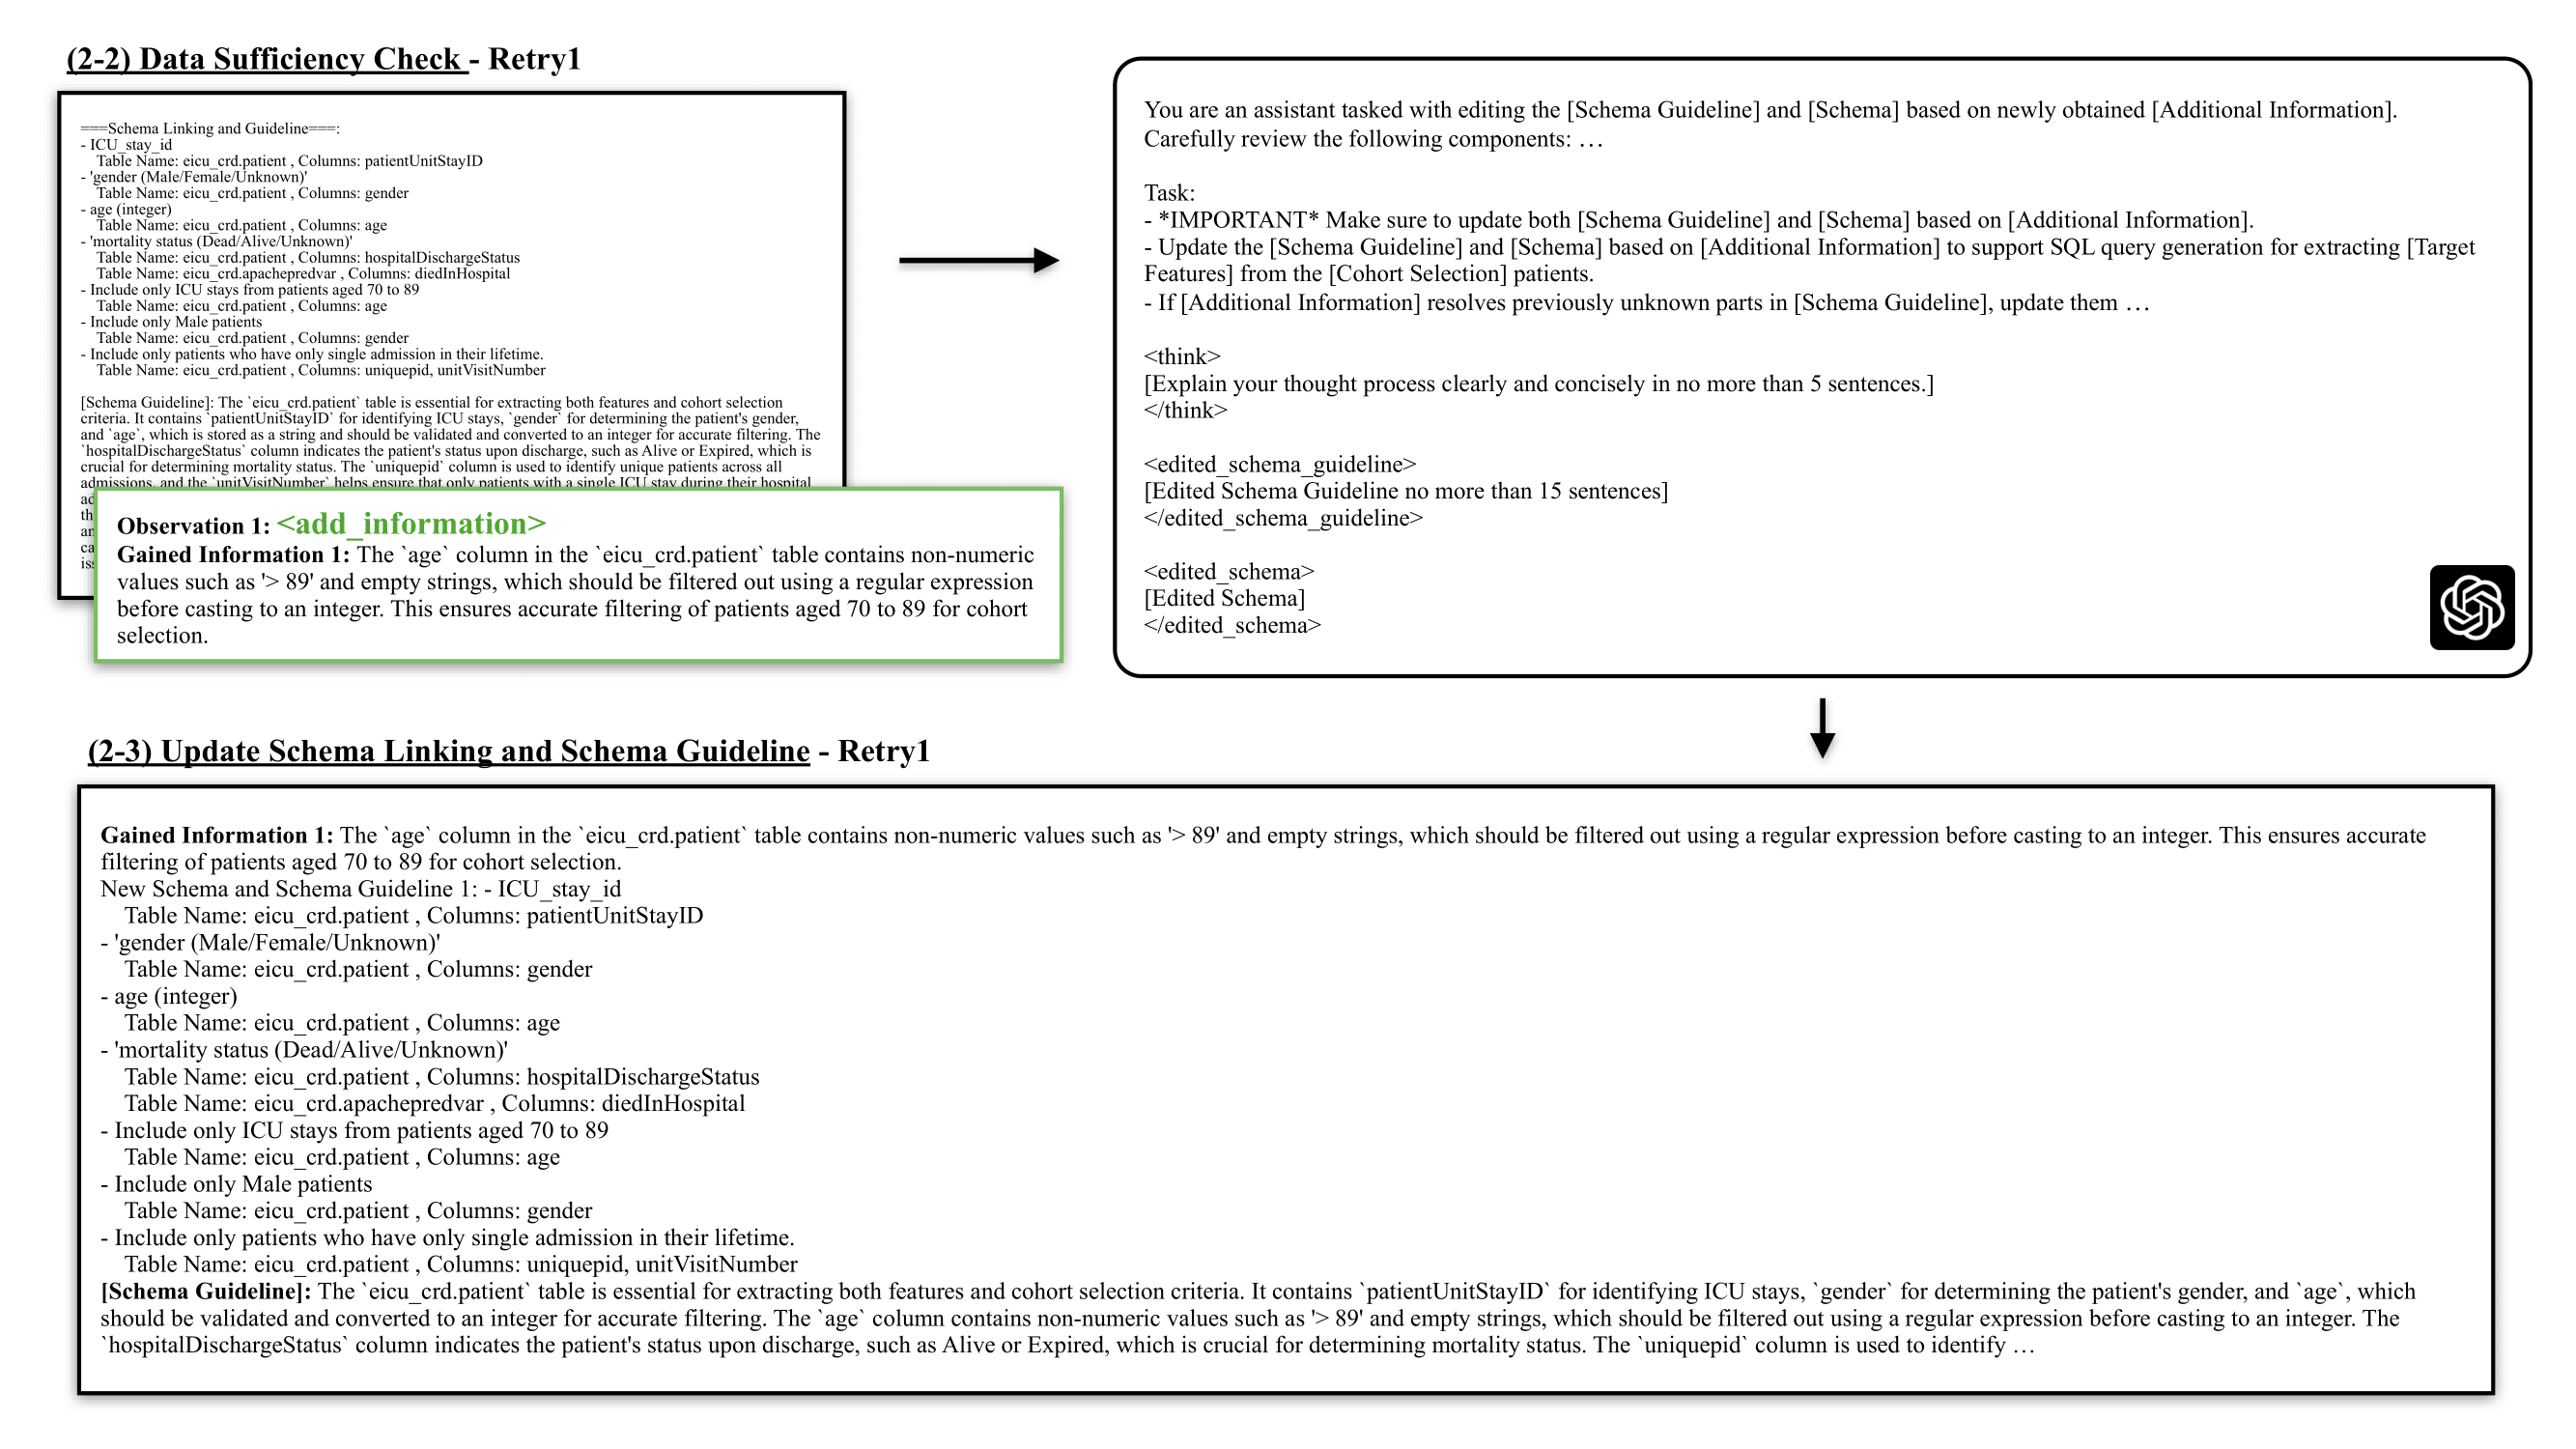 (2-2) Data Sufficiency Check - Retry1
===Schema Linking and Guideline===:
- ICU_stay_id
Table Name: eicu_crd.patient , Columns: patientUnitStayID
- 'gender (Male/Female/Unknown)'
Table Name: eicu_crd.patient , Columns: gender
- age (integer)
Table Name: eicu_crd.patient , Columns: age
- 'mortality status (Dead/Alive/Unknown)'
Table Name: eicu_crd.patient , Columns: hospitalDischargeStatus
Table Name: eicu_crd.apachepredvar , Columns: diedInHospital
- Include only ICU stays from patients aged 70 to 89
Table Name: eicu_crd.patient , Columns: age
- Include only Male patients
Table Name: eicu_crd.patient , Columns: gender
- Include only patients who have only single admission in their lifetime.
Table Name: eicu_crd.patient , Columns: uniquepid, unitVisitNumber
[Schema Guideline]: The `eicu_crd.patient` table is essential for extracting both features and cohort selection
criteria. It contains `patientUnitStayID` for identifying ICU stays, `gender` for determining the patient's gender,
and `age`, which is stored as a string and should be validated and converted to an integer for accurate filtering. The
`hospitalDischargeStatus` column indicates the patient's status upon discharge, such as Alive or Expired, which is
crucial for determining mortality status. The `uniquepid` column is used to identify unique patients across all
admissions, and the `unitVisitNumber` helps ensure that only patients with a single ICU stay during their hospital
Observation 1: <add_information>
Gained Information 1: The `age` column in the `eicu_crd.patient` table contains non-numeric
values such as '> 89' and empty strings, which should be filtered out using a regular expression
before casting to an integer. This ensures accurate filtering of patients aged 70 to 89 for cohort
selection.
You are an assistant tasked with editing the [Schema Guideline] and [Schema] based on newly obtained [Additional Information].
Carefully review the following components: …
Task:
- *IMPORTANT* Make sure to update both [Schema Guideline] and [Schema] based on [Additional Information].
- Update the [Schema Guideline] and [Schema] based on [Additional Information] to support SQL query generation for extracting [Target
Features] from the [Cohort Selection] patients.
- If [Additional Information] resolves previously unknown parts in [Schema Guideline], update them …
<think>
[Explain your thought process clearly and concisely in no more than 5 sentences.]
</think>
<edited_schema_guideline>
[Edited Schema Guideline no more than 15 sentences]
</edited_schema_guideline>
<edited_schema>
[Edited Schema]
</edited_schema>
(2-3) Update Schema Linking and Schema Guideline - Retry1
Gained Information 1: The `age` column in the `eicu_crd.patient` table contains non-numeric values such as '> 89' and empty strings, which should be filtered out using a regular expression before casting to an integer. This ensures accurate
filtering of patients aged 70 to 89 for cohort selection.
New Schema and Schema Guideline 1: - ICU_stay_id
Table Name: eicu_crd.patient , Columns: patientUnitStayID
- 'gender (Male/Female/Unknown)'
Table Name: eicu_crd.patient , Columns: gender
- age (integer)
Table Name: eicu_crd.patient , Columns: age
- 'mortality status (Dead/Alive/Unknown)'
Table Name: eicu_crd.patient , Columns: hospitalDischargeStatus
Table Name: eicu_crd.apachepredvar , Columns: diedInHospital
- Include only ICU stays from patients aged 70 to 89
Table Name: eicu_crd.patient , Columns: age
- Include only Male patients
Table Name: eicu_crd.patient , Columns: gender
- Include only patients who have only single admission in their lifetime.
Table Name: eicu_crd.patient , Columns: uniquepid, unitVisitNumber
[Schema Guideline]: The `eicu_crd.patient` table is essential for extracting both features and cohort selection criteria. It contains `patientUnitStayID` for identifying ICU stays, `gender` for determining the patient's gender, and `age`, which
should be validated and converted to an integer for accurate filtering. The `age` column contains non-numeric values such as '> 89' and empty strings, which should be filtered out using a regular expression before casting to an integer. The
`hospitalDischargeStatus` column indicates the patient's status upon discharge, such as Alive or Expired, which is crucial for determining mortality status. The `uniquepid` column is used to identify …